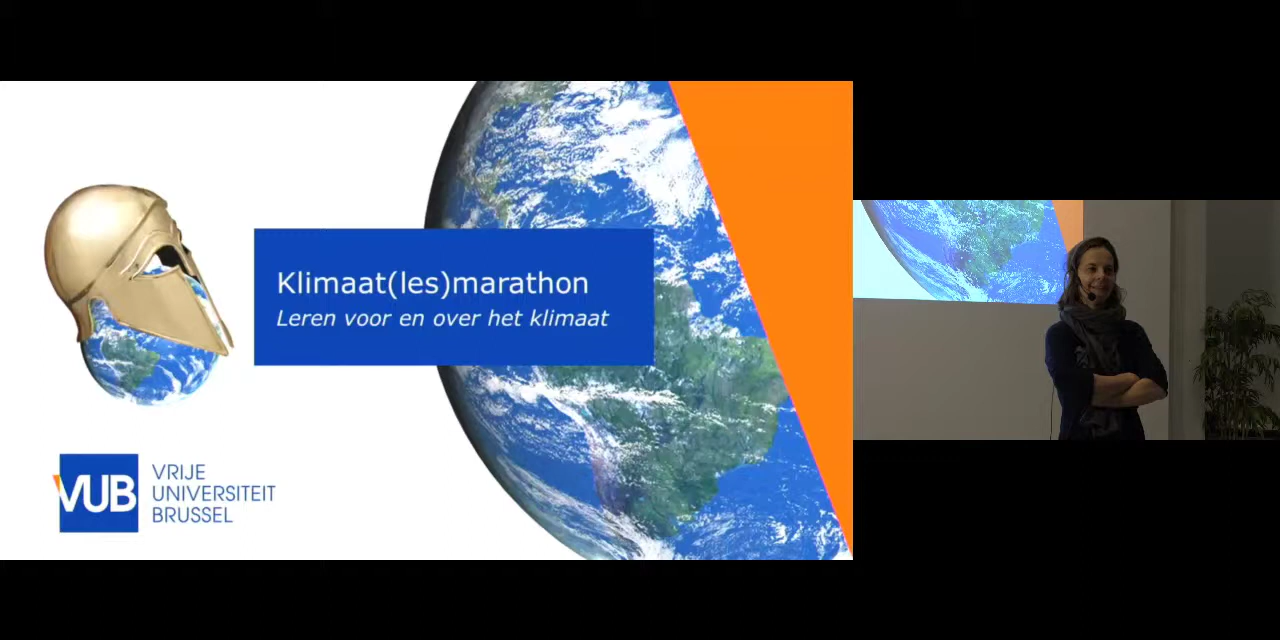 Klimaat(les)marathon
Leren voor en over het klimaat
VUB
VRIJE
UNIVERSITEIT
BRUSSEL